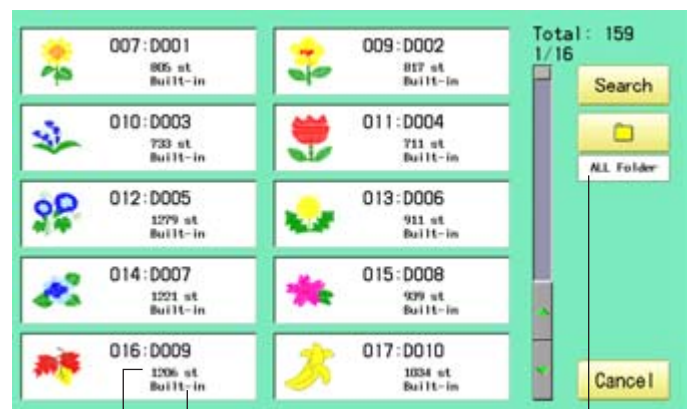 007:D001
805 st
Built-in
009:D002
817 st
Built-in
010:D003
733 st
Built-in
011:D004
711 st
Built-in
012:D005
1279 st
Built-in
013:D006
911 st
Built-in
014:D007
1221 st
Built-in
015:D008
939 st
Built-in
016:D009
1206 st
Built-in
017:D010
1034 st
Built-in
Total: 159
1/16
Search
ALL Folder
Cancel